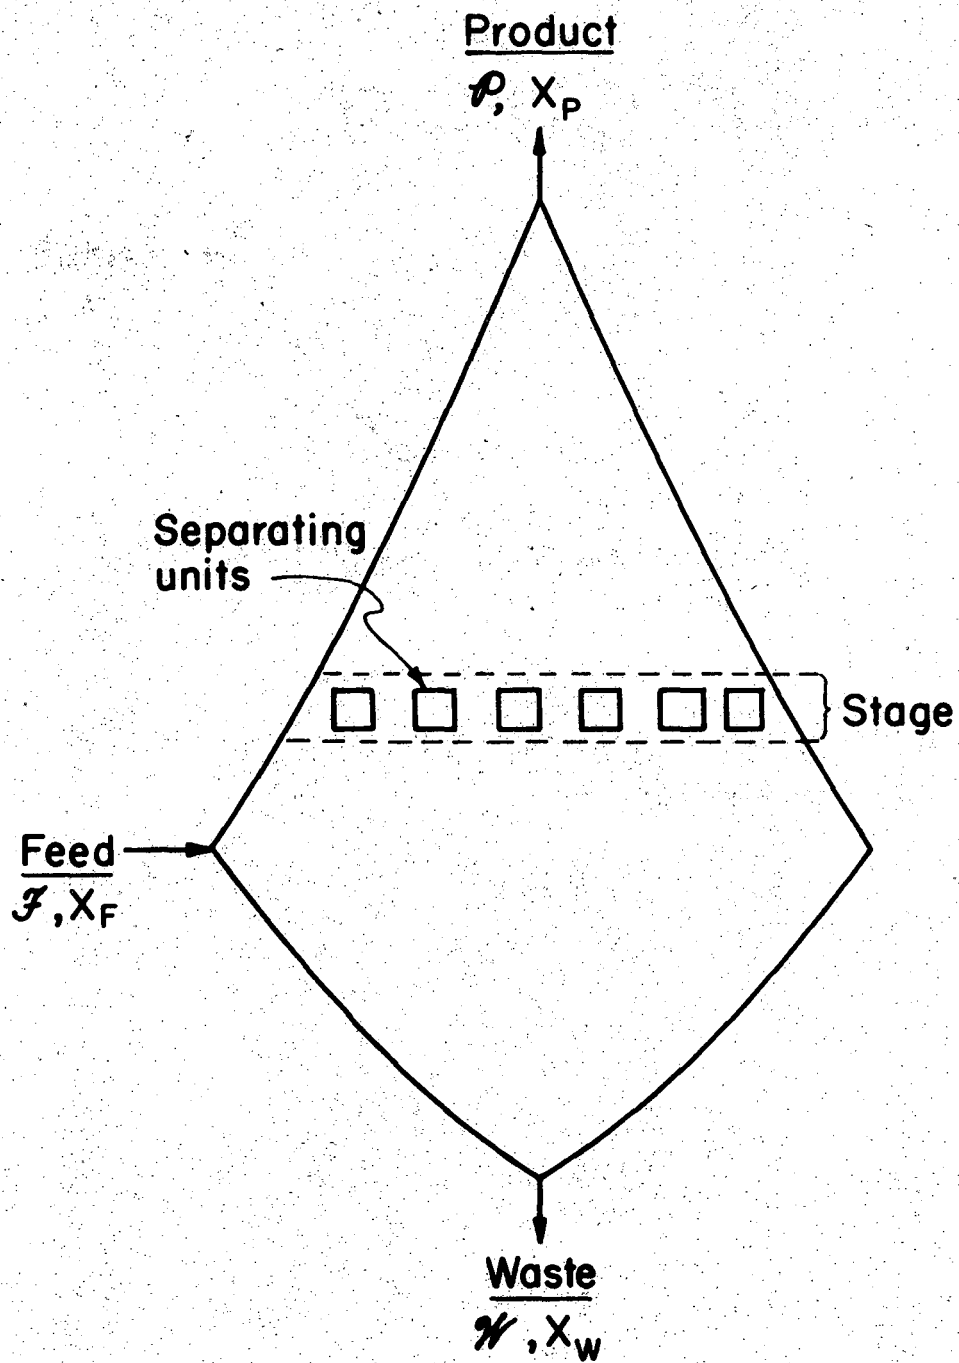 Product
𝒫, X_P
Separating
units
Stage
Feed
ℱ, X_F
Waste
𝒲, X_W